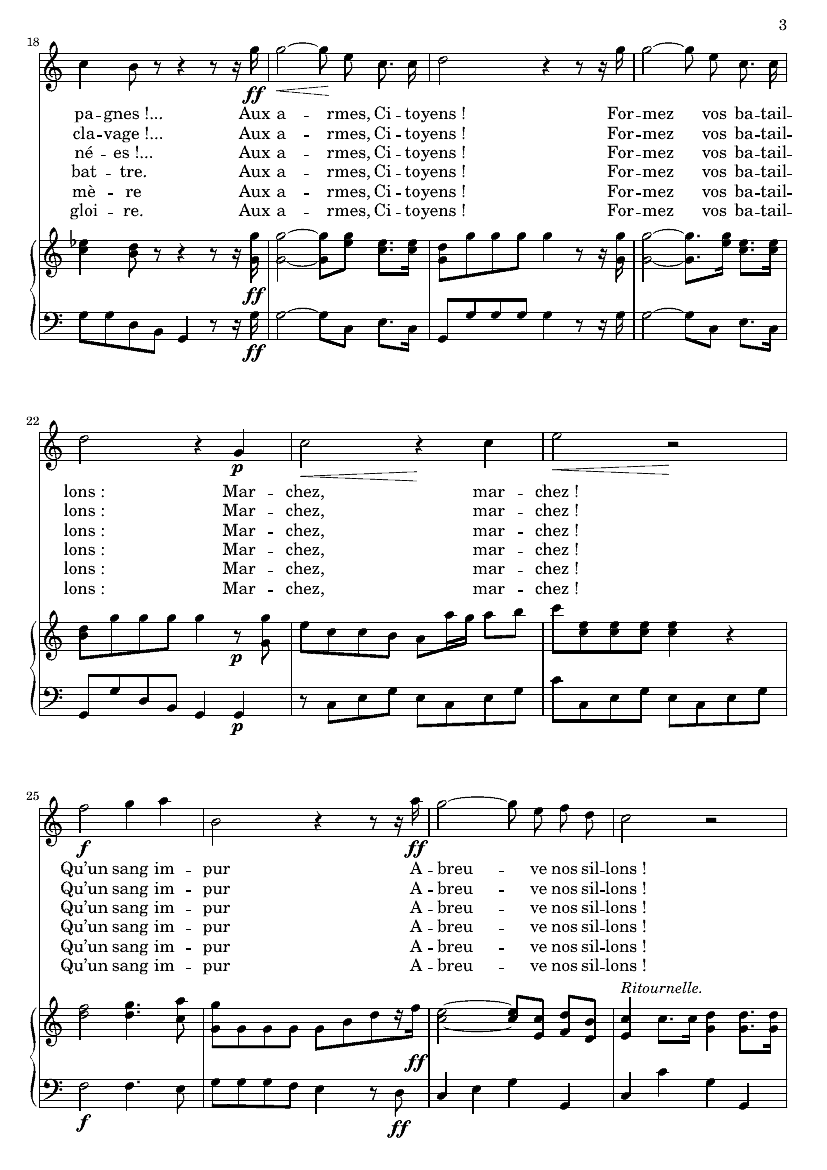 3
18
ff
pa-gnes !... Aux a - rmes, Ci-toyens ! For-mez vos ba-tail-
cla-vage !... Aux a - rmes, Ci-toyens ! For-mez vos ba-tail-
né - es !... Aux a - rmes, Ci-toyens ! For-mez vos ba-tail-
bat - tre. Aux a - rmes, Ci-toyens ! For-mez vos ba-tail-
mè - re Aux a - rmes, Ci-toyens ! For-mez vos ba-tail-
gloi - re. Aux a - rmes, Ci-toyens ! For-mez vos ba-tail-
ff
ff
22
p
lons : Mar - chez, mar - chez !
lons : Mar - chez, mar - chez !
lons : Mar - chez, mar - chez !
lons : Mar - chez, mar - chez !
lons : Mar - chez, mar - chez !
lons : Mar - chez, mar - chez !
p
p
25
f ff
Qu'un sang im - pur A - breu - ve nos sil-lons !
Qu'un sang im - pur A - breu - ve nos sil-lons !
Qu'un sang im - pur A - breu - ve nos sil-lons !
Qu'un sang im - pur A - breu - ve nos sil-lons !
Qu'un sang im - pur A - breu - ve nos sil-lons !
Qu'un sang im - pur A - breu - ve nos sil-lons !
Ritournelle.
ff
f ff